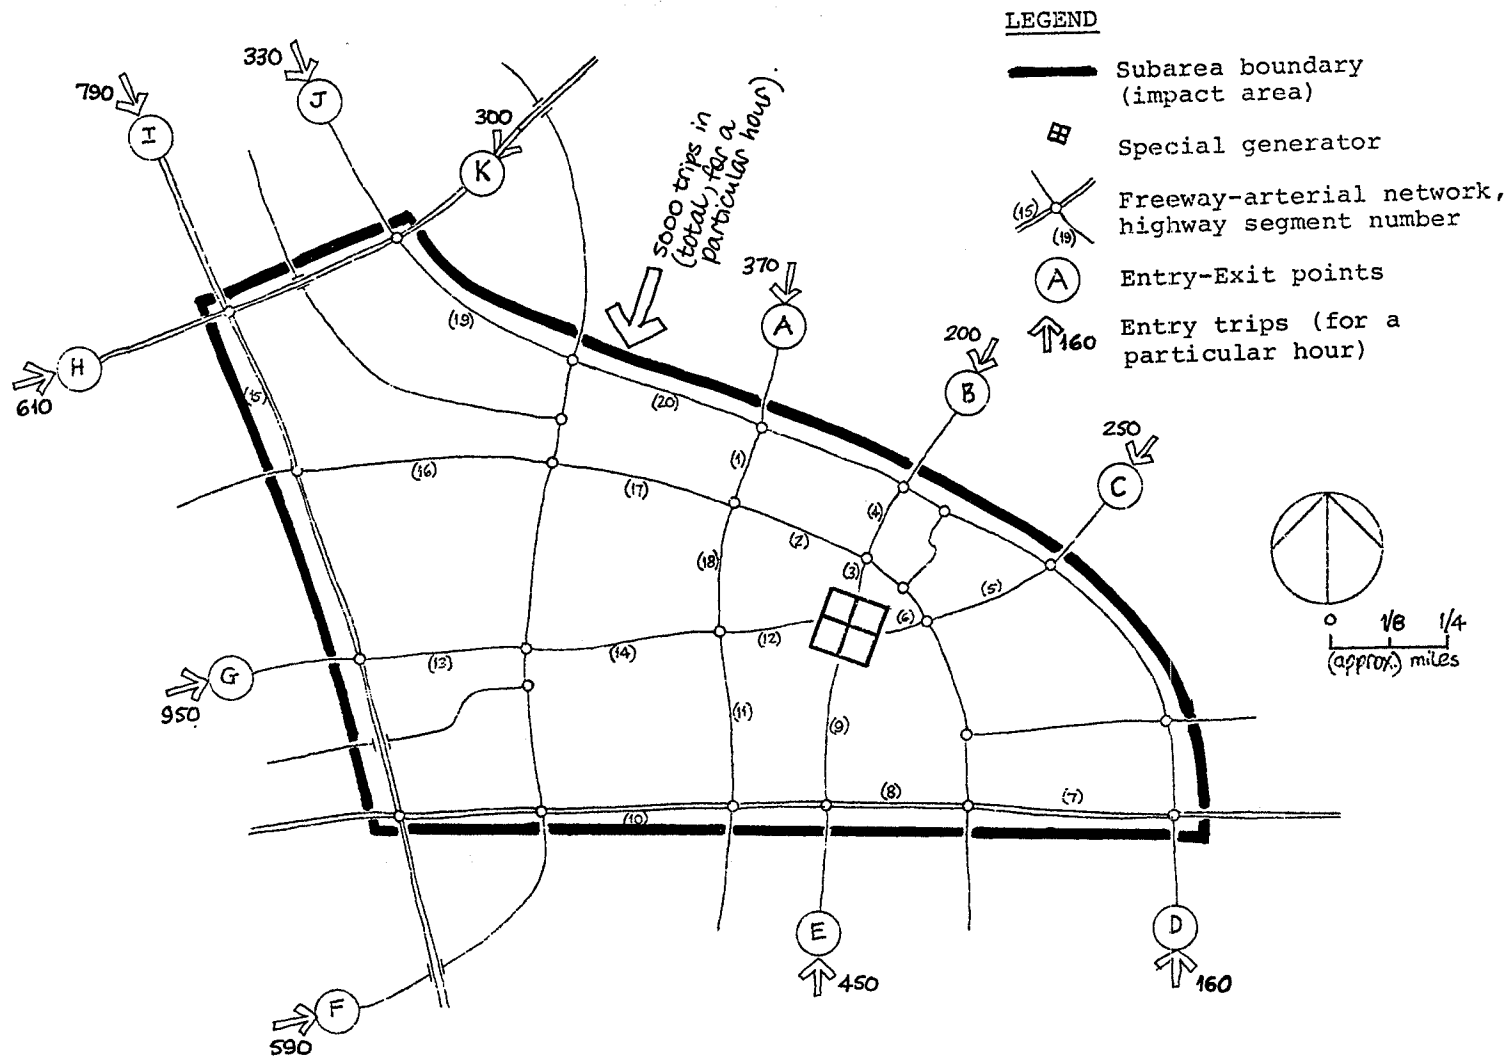 LEGEND
Subarea boundary
(impact area)
Special generator
(15)
(19)
Freeway-arterial network,
highway segment number
A
Entry-Exit points
160
Entry trips (for a
particular hour)
330
790
J
I
300
K
5000 trips in
(total, for a
particular hour).
370
A
200
B
250
C
H
610
(15)
(19)
(20)
(1)
(16)
(17)
(4)
(2)
(18)
(3)
(5)
(6)
(12)
(13)
(14)
G
950
(11)
(9)
(8)
(7)
(10)
0 1/8 1/4
(approx.) miles
E
450
D
160
F
590